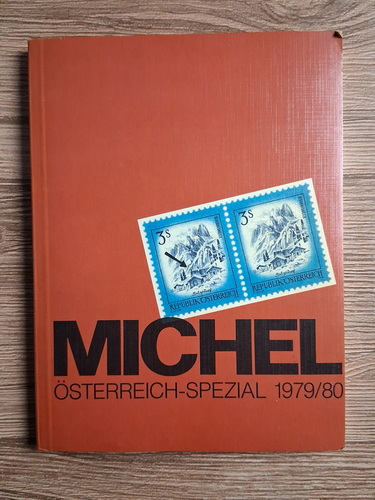 3s 3s
REPUBLIK ÖSTERREICH REPUBLIK ÖSTERREICH
MICHEL
ÖSTERREICH-SPEZIAL 1979/80